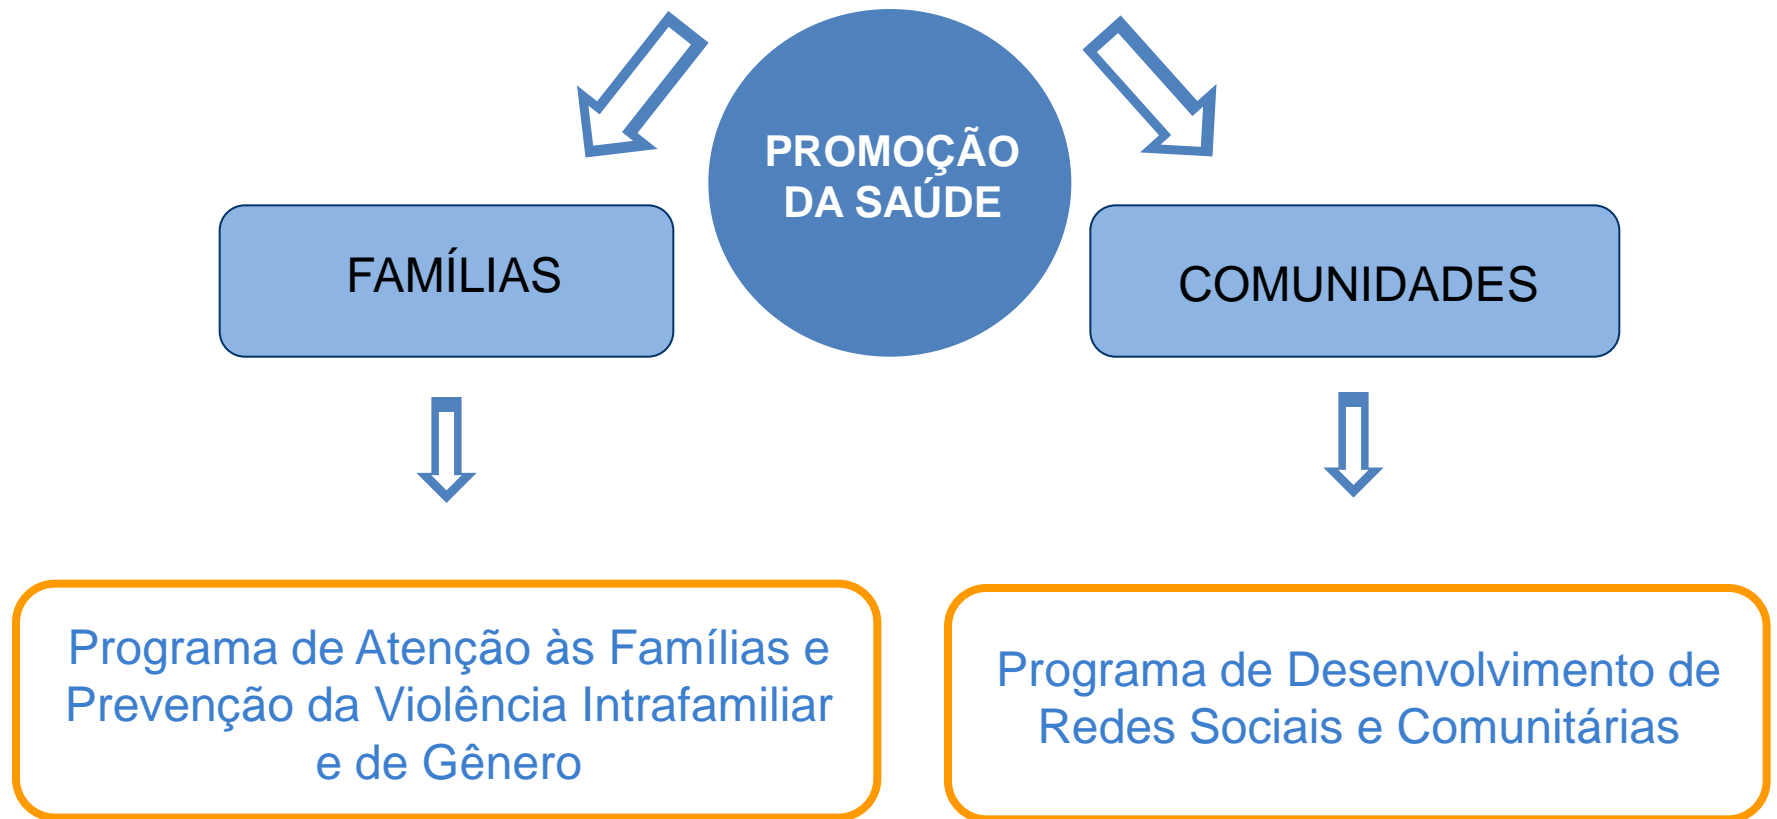 PROMOÇÃO
DA SAÚDE
FAMÍLIAS
COMUNIDADES
Programa de Atenção às Famílias e
Prevenção da Violência Intrafamiliar
e de Gênero
Programa de Desenvolvimento de
Redes Sociais e Comunitárias